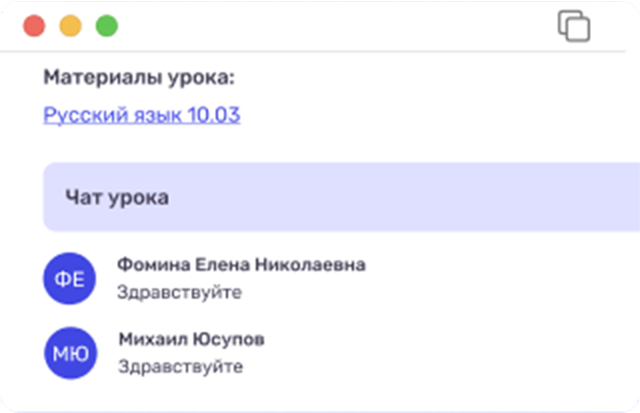 Материалы урока:
Русский язык 10.03
Чат урока
ФЕ
Фомина Елена Николаевна
Здравствуйте
МЮ
Михаил Юсупов
Здравствуйте